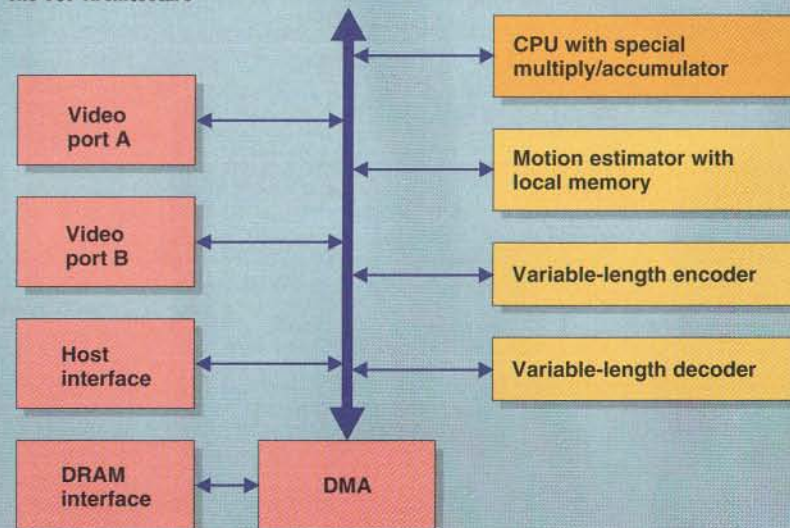 CPU with special
multiply/accumulator
Video
port A
Motion estimator with
local memory
Video
port B
Variable-length encoder
Host
interface
Variable-length decoder
DRAM
interface
DMA